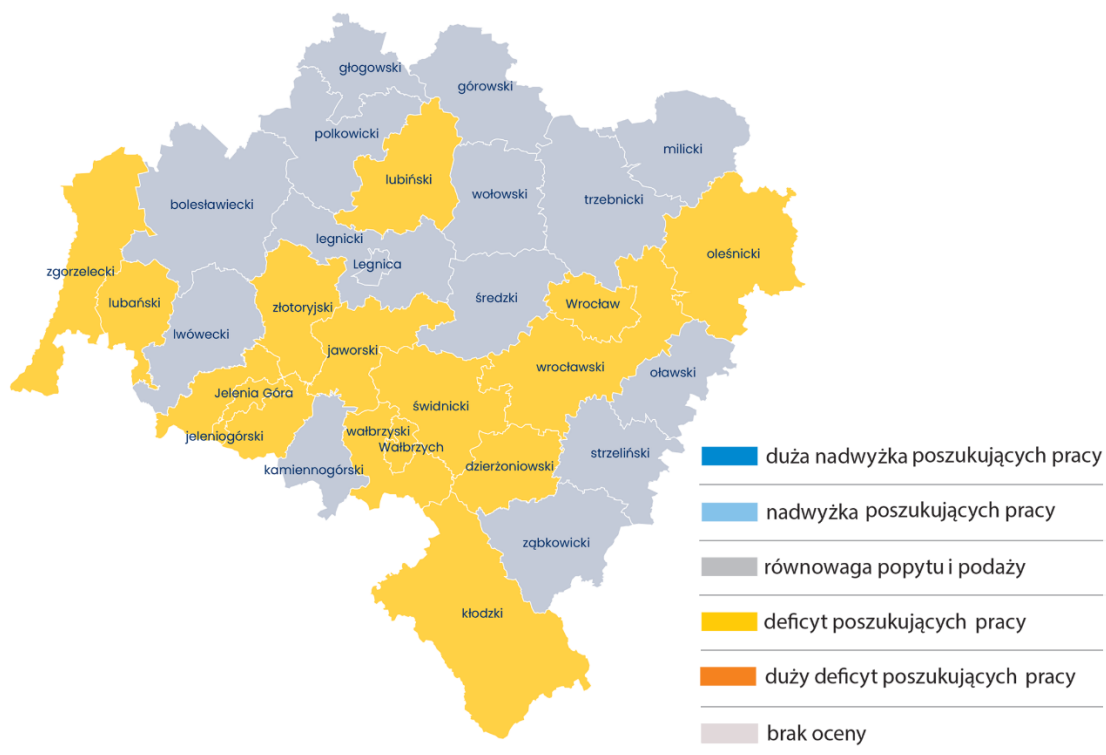 głogowski
górowski
polkowicki
milicki
lubiński
wołowski
trzebnicki
bolesławiecki
legnicki
oleśnicki
Legnica
zgorzelecki
średzki
lubański
Wrocław
złotoryjski
lwówecki
jaworski
wrocławski
oławski
Jelenia Góra
świdnicki
jeleniogórski
wałbrzyski
Wałbrzych
strzeliński
kamiennogórski
dzierżoniowski
ząbkowicki
kłodzki
duża nadwyżka poszukujących pracy
nadwyżka poszukujących pracy
równowaga popytu i podaży
deficyt poszukujących pracy
duży deficyt poszukujących pracy
brak oceny